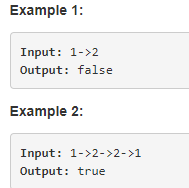 Example 1:
Input: 1->2
Output: false
Example 2:
Input: 1->2->2->1
Output: true